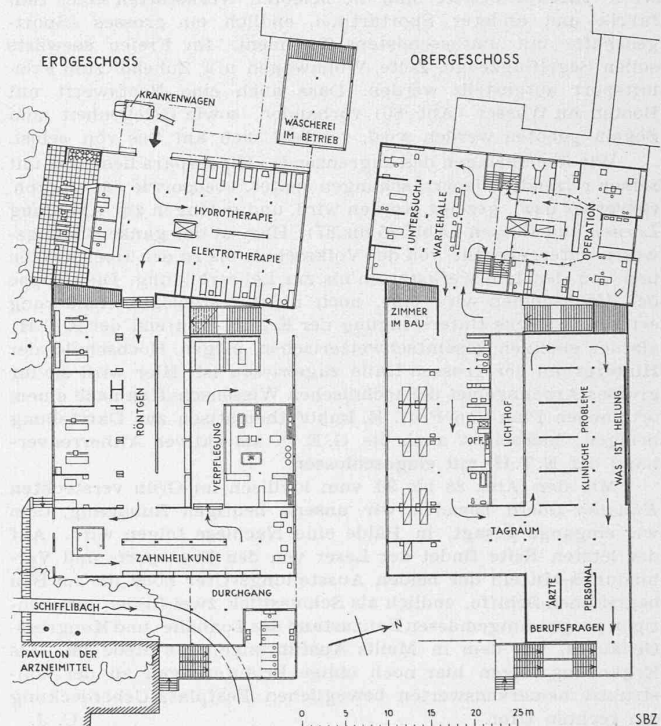 ERDGESCHOSS
OBERGESCHOSS
KRANKENWAGEN
WÄSCHEREI
IM BETRIEB
HYDROTHERAPIE
ELEKTROTHERAPIE
UNTERSUCH.
WARTEHALLE
OPERATION
ZIMMER
IM BAU
RÖNTGEN
VERPFLEGUNG
OFF.
LICHTHOF
KLINISCHE PROBLEME
WAS IST HEILUNG
ZAHNHEILKUNDE
TAGRAUM
DURCHGANG
SCHIFFLIBACH
ÄRZTE
PERSONAL
BERUFSFRAGEN
PAVILLON DER
ARZNEIMITTEL
N
0 5 10 15 20 25m
SBZ